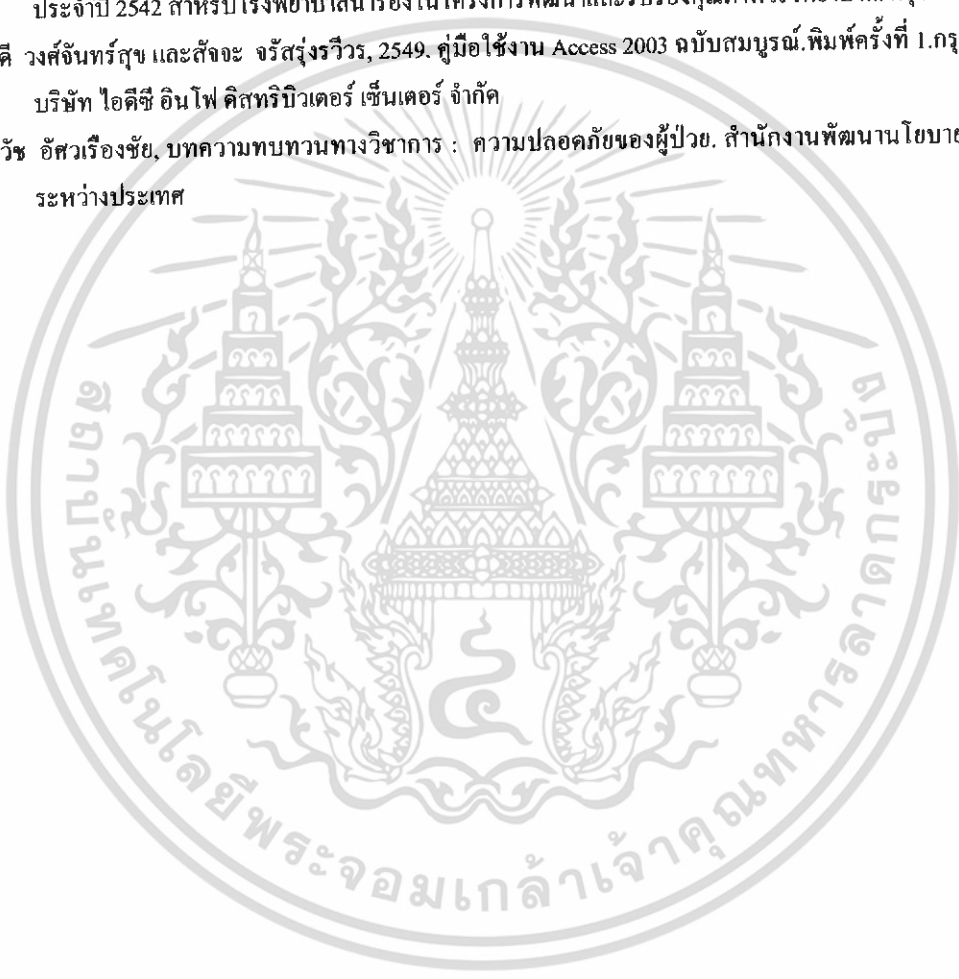 ประจำปี 2542 สำหรับโรงพยาบาลนำร่องในโครงการพัฒนาและรับรองคุณภาพ
ดี วงศ์จันทร์สุข และสัจจะ จรัสรุ่งรวีวร, 2549. คู่มือใช้งาน Access 2003 ฉบับสมบูรณ์.พิมพ์ครั้งที่ 1.กรุ
บริษัท ไอดีซี อินโฟ ดิสทริบิวเตอร์ เซ็นเตอร์ จำกัด
วัช อัศวเรืองชัย, บทความทบทวนทางวิชาการ : ความปลอดภัยของผู้ป่วย. สำนักงานพัฒนานโยบาย
ระหว่างประเทศ
สถาบันเทคโนโลยีพระจอมเกล้าเจ้าคุณทหารลาดกระบัง